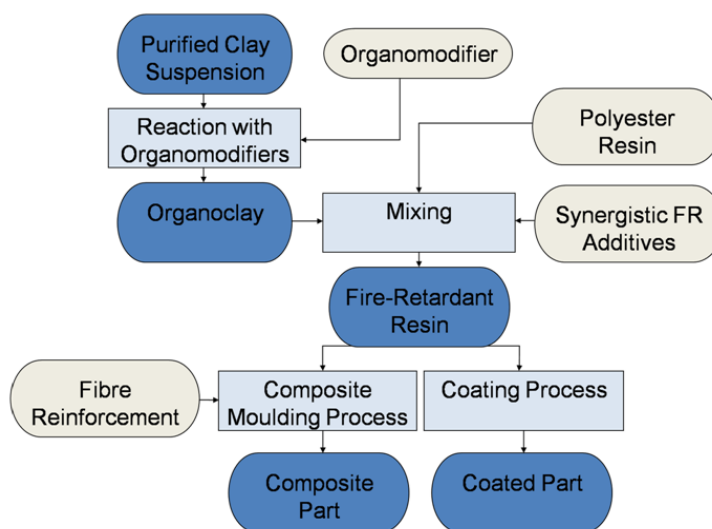 Purified Clay
Suspension
Organomodifier
Reaction with
Organomodifiers
Polyester
Resin
Organoclay
Mixing
Synergistic FR
Additives
Fire-Retardant
Resin
Fibre
Reinforcement
Composite
Moulding Process
Coating Process
Composite
Part
Coated Part